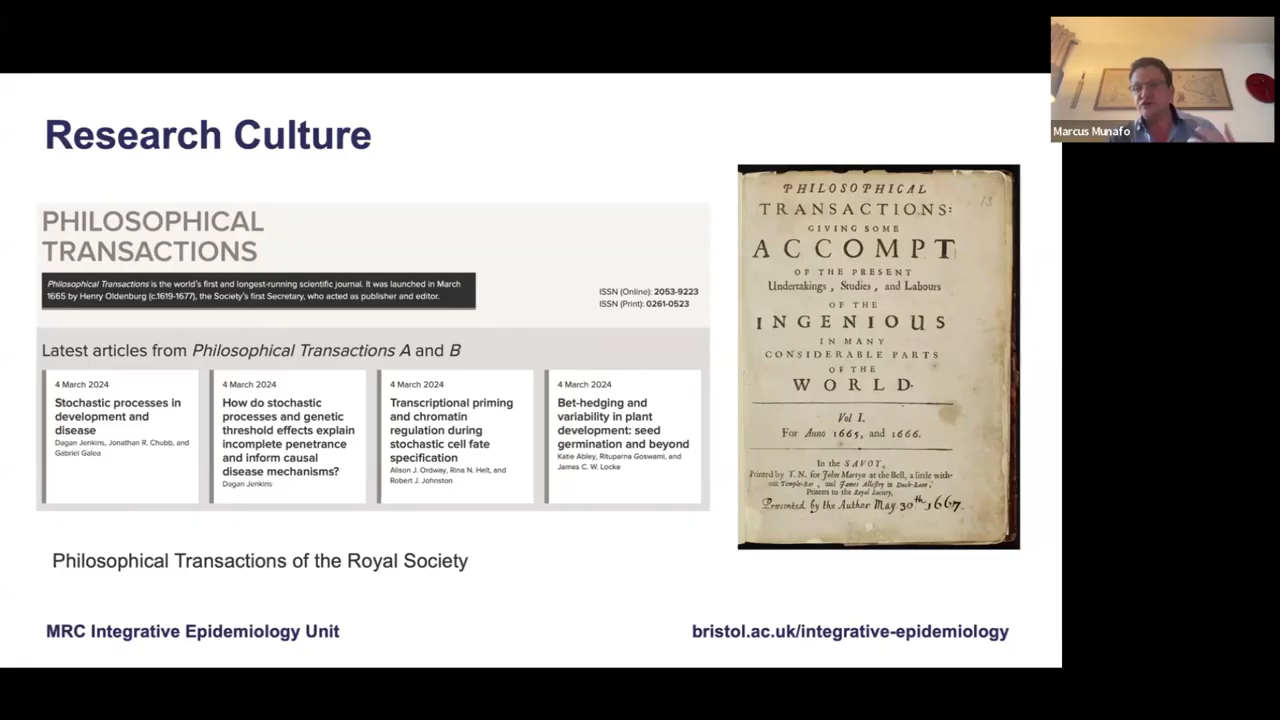 Research Culture
PHILOSOPHICAL
TRANSACTIONS
Philosophical Transactions is the world's first and longest-running scientific journal. It was launched in March
1665 by Henry Oldenburg (c.1619-1677), the Society's first Secretary, who acted as publisher and editor.
ISSN (Online): 2053-9223
ISSN (Print): 0261-0523
Latest articles from Philosophical Transactions A and B
4 March 2024
Stochastic processes in
development and
disease
Dagan Jenkins, Jonathan R. Chubb, and
Gabriel Galea
4 March 2024
How do stochastic
processes and genetic
threshold effects explain
incomplete penetrance
and inform causal
disease mechanisms?
Dagan Jenkins
4 March 2024
Transcriptional priming
and chromatin
regulation during
stochastic cell fate
specification
Alison J. Ordway, Rina N. Helt, and
Robert J. Johnston
4 March 2024
Bet-hedging and
variability in plant
development: seed
germination and beyond
Katie Abley, Rituparna Goswami, and
James C. W. Locke
Philosophical Transactions of the Royal Society
MRC Integrative Epidemiology Unit
bristol.ac.uk/integrative-epidemiology
13
PHILOSOPHICAL
TRANSACTIONS:
GIVING SOME
ACCOMPT
OF THE PRESENT
Undertakings, Studies, and Labours
OF THE
INGENIOUS
IN MANY
CONSIDERABLE PARTS
OF THE
WORLD.
Vol I.
For Anno 1665, and 1666.
In the SAVOY,
Printed by T. N. for John Martyn at the Bell, a little with-
out Temple-Bar, and James Allestry in Duck-Lane,
Printers to the Royal Society.
Presented by the Author May. 30th 1667.
Marcus Munafo